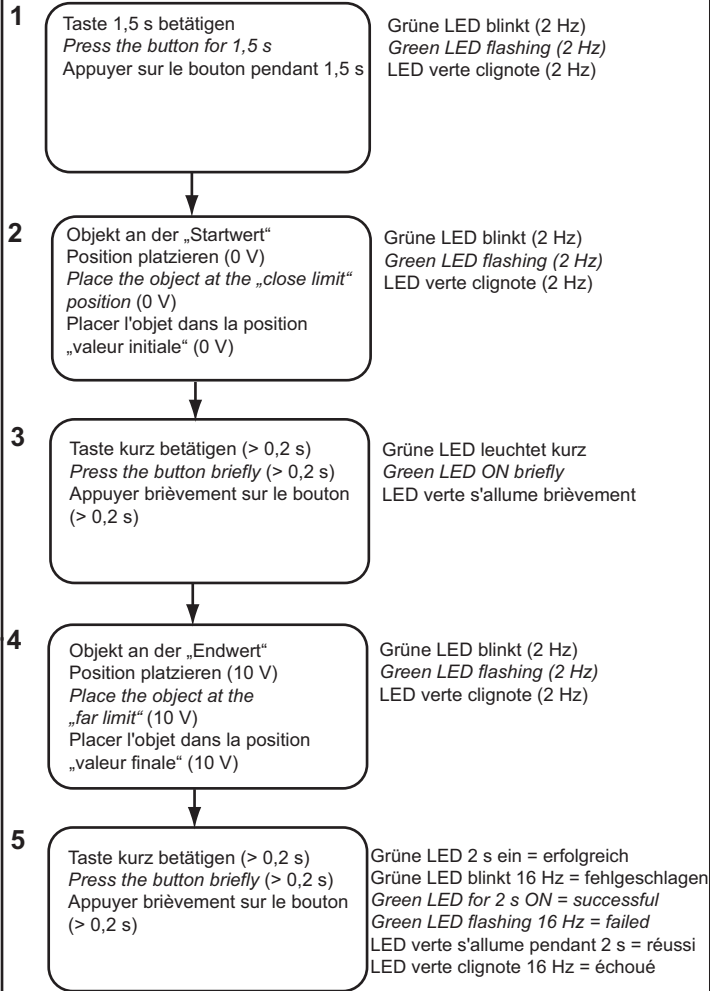 1
Taste 1,5 s betätigen
Press the button for 1,5 s
Appuyer sur le bouton pendant 1,5 s
Grüne LED blinkt (2 Hz)
Green LED flashing (2 Hz)
LED verte clignote (2 Hz)
2
Objekt an der „Startwert“
Position platzieren (0 V)
Place the object at the „close limit“
position (0 V)
Placer l'objet dans la position
„valeur initiale“ (0 V)
Grüne LED blinkt (2 Hz)
Green LED flashing (2 Hz)
LED verte clignote (2 Hz)
3
Taste kurz betätigen (> 0,2 s)
Press the button briefly (> 0,2 s)
Appuyer brièvement sur le bouton
(> 0,2 s)
Grüne LED leuchtet kurz
Green LED ON briefly
LED verte s'allume brièvement
4
Objekt an der „Endwert“
Position platzieren (10 V)
Place the object at the
„far limit“ (10 V)
Placer l'objet dans la position
„valeur finale“ (10 V)
Grüne LED blinkt (2 Hz)
Green LED flashing (2 Hz)
LED verte clignote (2 Hz)
5
Taste kurz betätigen (> 0,2 s)
Press the button briefly (> 0,2 s)
Appuyer brièvement sur le bouton
(> 0,2 s)
Grüne LED 2 s ein = erfolgreich
Grüne LED blinkt 16 Hz = fehlgeschlagen
Green LED for 2 s ON = successful
Green LED flashing 16 Hz = failed
LED verte s'allume pendant 2 s = réussi
LED verte clignote 16 Hz = échoué